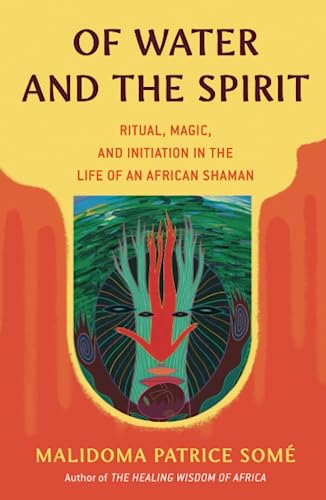 OF WATER
AND THE SPIRIT
RITUAL, MAGIC,
AND INITIATION IN THE
LIFE OF AN AFRICAN SHAMAN
MALIDOMA PATRICE SOMÉ
Author of THE HEALING WISDOM OF AFRICA